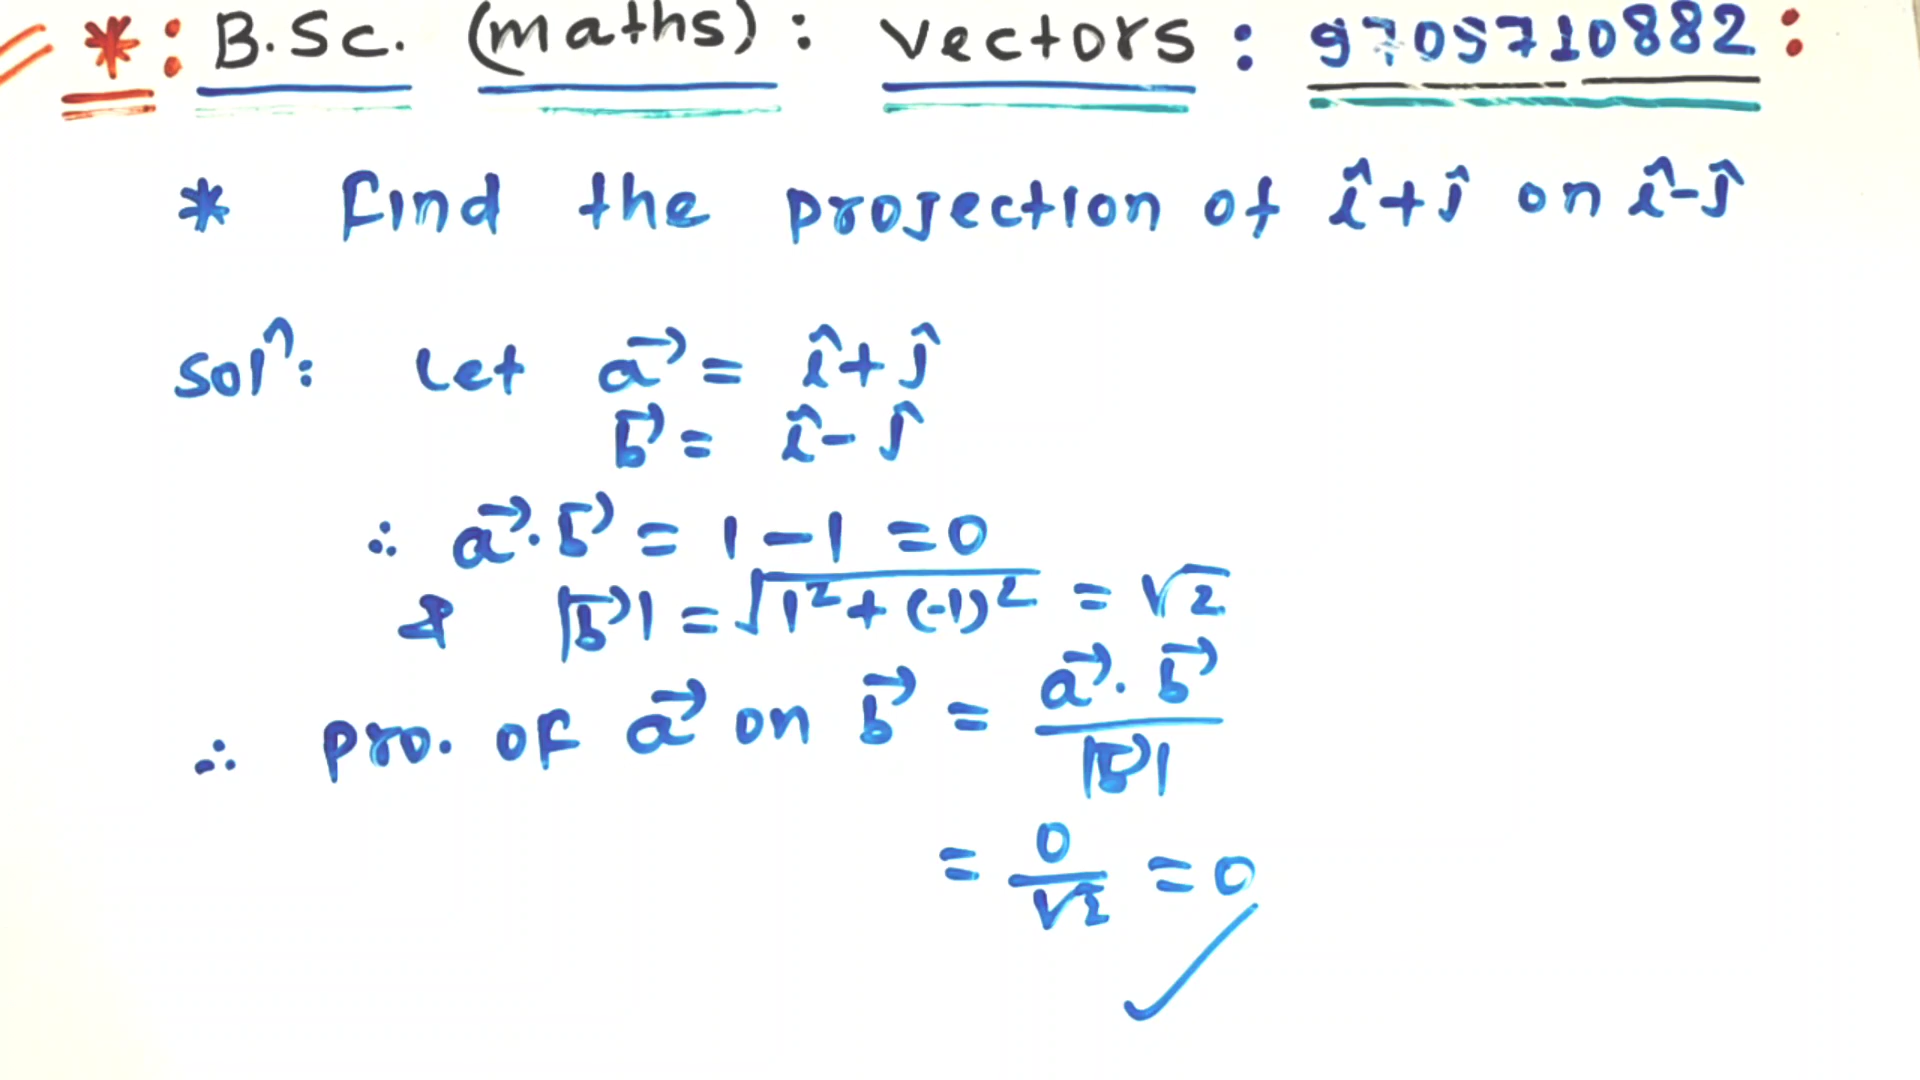 *: B.Sc. (maths): Vectors: 9705710882:
* Find the projection of î+ĵ on î-ĵ
Solⁿ: Let a⃗ = î+ĵ
b⃗ = î-ĵ
∴ a⃗.b⃗ = 1-1 =0
& |b⃗| = √(1²+(-1)²) = √2
∴ pro. of a⃗ on b⃗ = a⃗.b⃗/|b⃗|
= 0/√2 =0